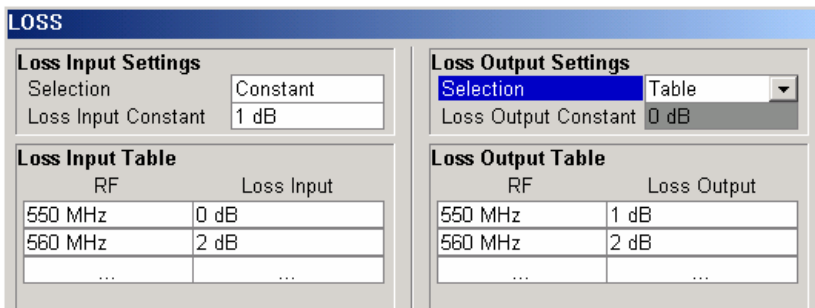 LOSS
Loss Input Settings
Selection Constant
Loss Input Constant 1 dB
Loss Input Table
RF Loss Input
550 MHz 0 dB
560 MHz 2 dB
... ...
Loss Output Settings
Selection Table
Loss Output Constant 0 dB
Loss Output Table
RF Loss Output
550 MHz 1 dB
560 MHz 2 dB
... ...